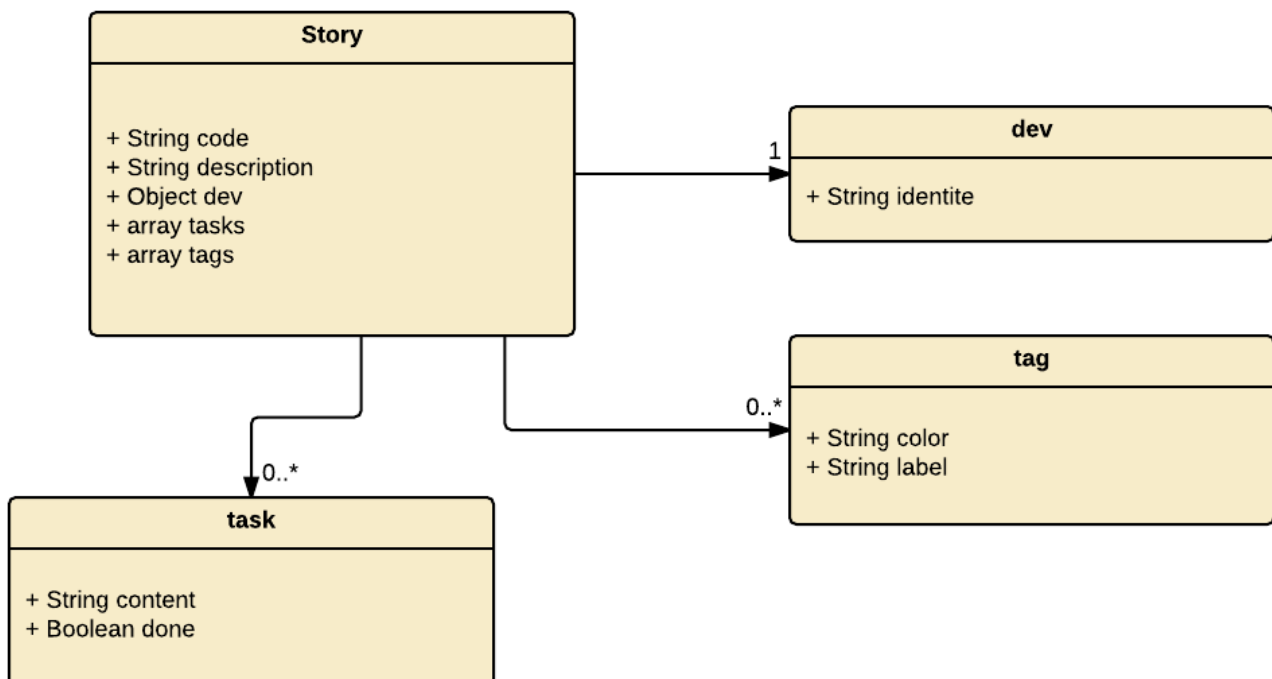 Story
+ String code
+ String description
+ Object dev
+ array tasks
+ array tags
1
dev
+ String identite
0..*
tag
+ String color
+ String label
0..*
task
+ String content
+ Boolean done